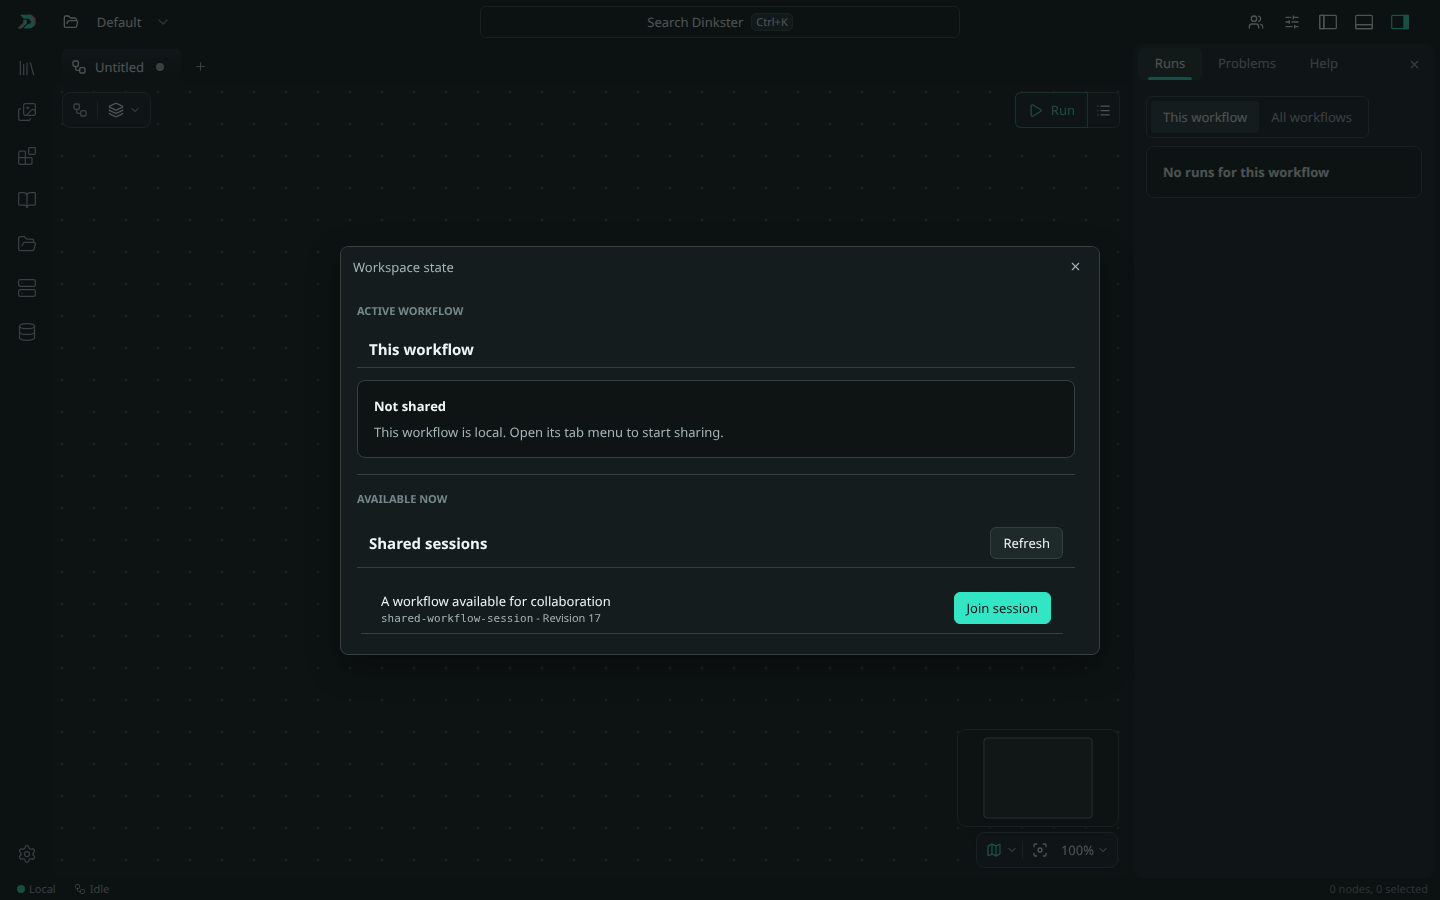 Default
Search Dinkster Ctrl+K
Untitled
Run
Runs Problems Help
This workflow All workflows
No runs for this workflow
Workspace state
ACTIVE WORKFLOW
This workflow
Not shared
This workflow is local. Open its tab menu to start sharing.
AVAILABLE NOW
Shared sessions
Refresh
A workflow available for collaboration
shared-workflow-session - Revision 17
Join session
100%
Local Idle
0 nodes, 0 selected